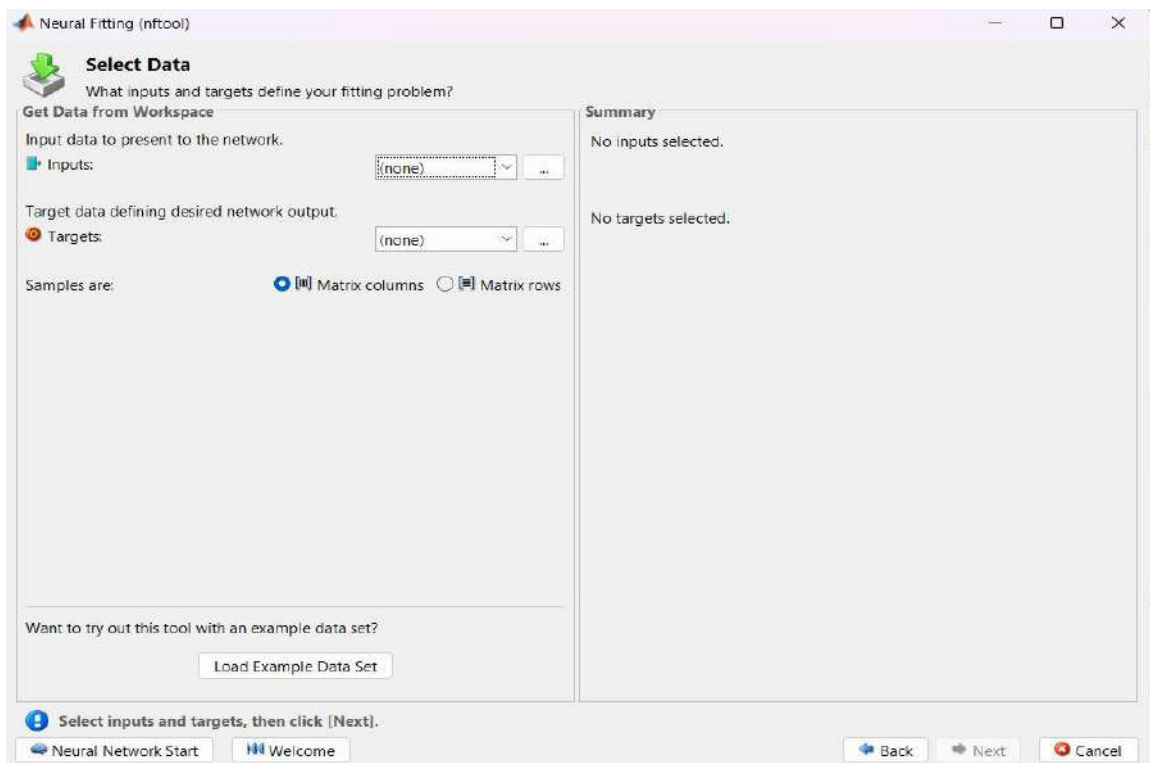 Neural Fitting (nftool)
Select Data
What inputs and targets define your fitting problem?
Get Data from Workspace
Input data to present to the network.
Inputs:
(none)
...
Target data defining desired network output.
Targets:
(none)
...
Samples are:
Matrix columns
Matrix rows
Want to try out this tool with an example data set?
Load Example Data Set
Summary
No inputs selected.
No targets selected.
Select inputs and targets, then click [Next].
Neural Network Start
Welcome
Back
Next
Cancel